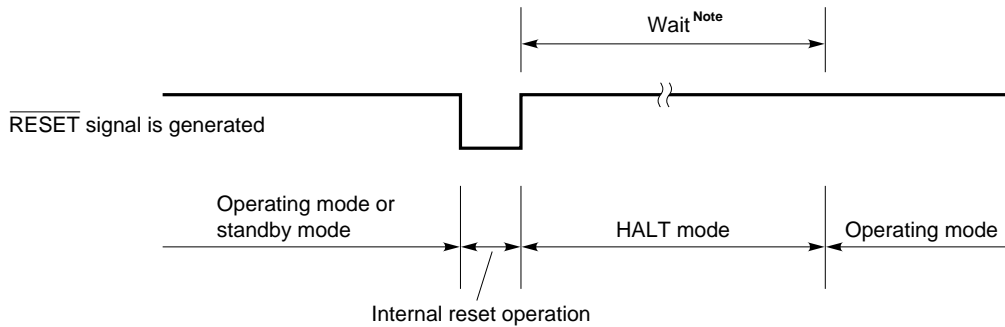 Wait Note
RESET signal is generated
Operating mode or
standby mode
HALT mode
Operating mode
Internal reset operation